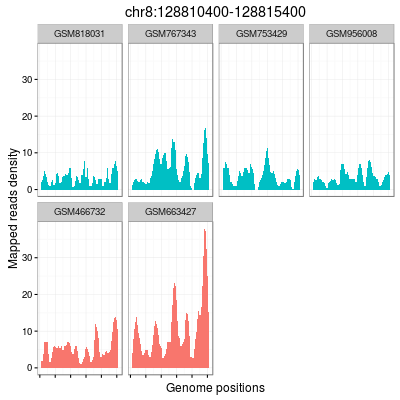 chr8:128810400-128815400
GSM818031 GSM767343 GSM753429 GSM956008
30
20
10
0
GSM466732 GSM663427
30
20
10
0
Mapped reads density
Genome positions